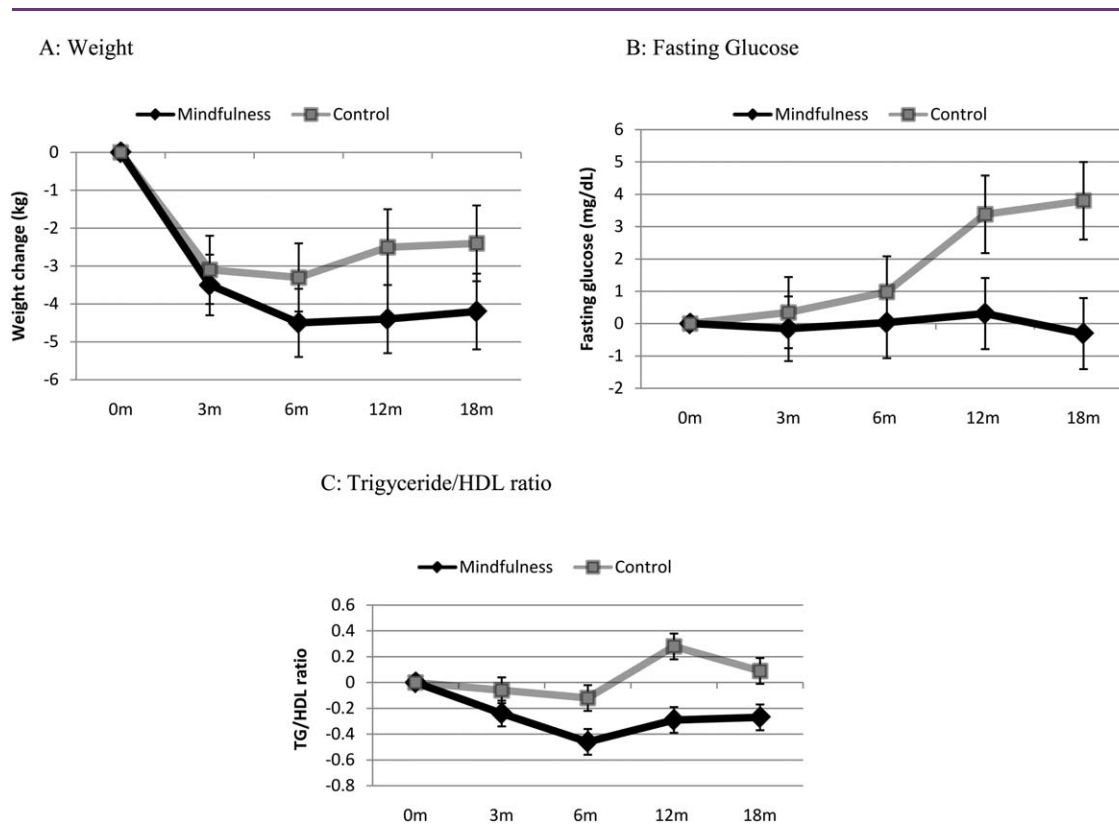 A: Weight
Mindfulness Control
Weight change (kg)
0
-1
-2
-3
-4
-5
-6
0m 3m 6m 12m 18m
B: Fasting Glucose
Mindfulness Control
Fasting glucose (mg/dL)
6
5
4
3
2
1
0
-1
-2
0m 3m 6m 12m 18m
C: Trigyceride/HDL ratio
Mindfulness Control
TG/HDL ratio
0.6
0.4
0.2
0
-0.2
-0.4
-0.6
-0.8
0m 3m 6m 12m 18m